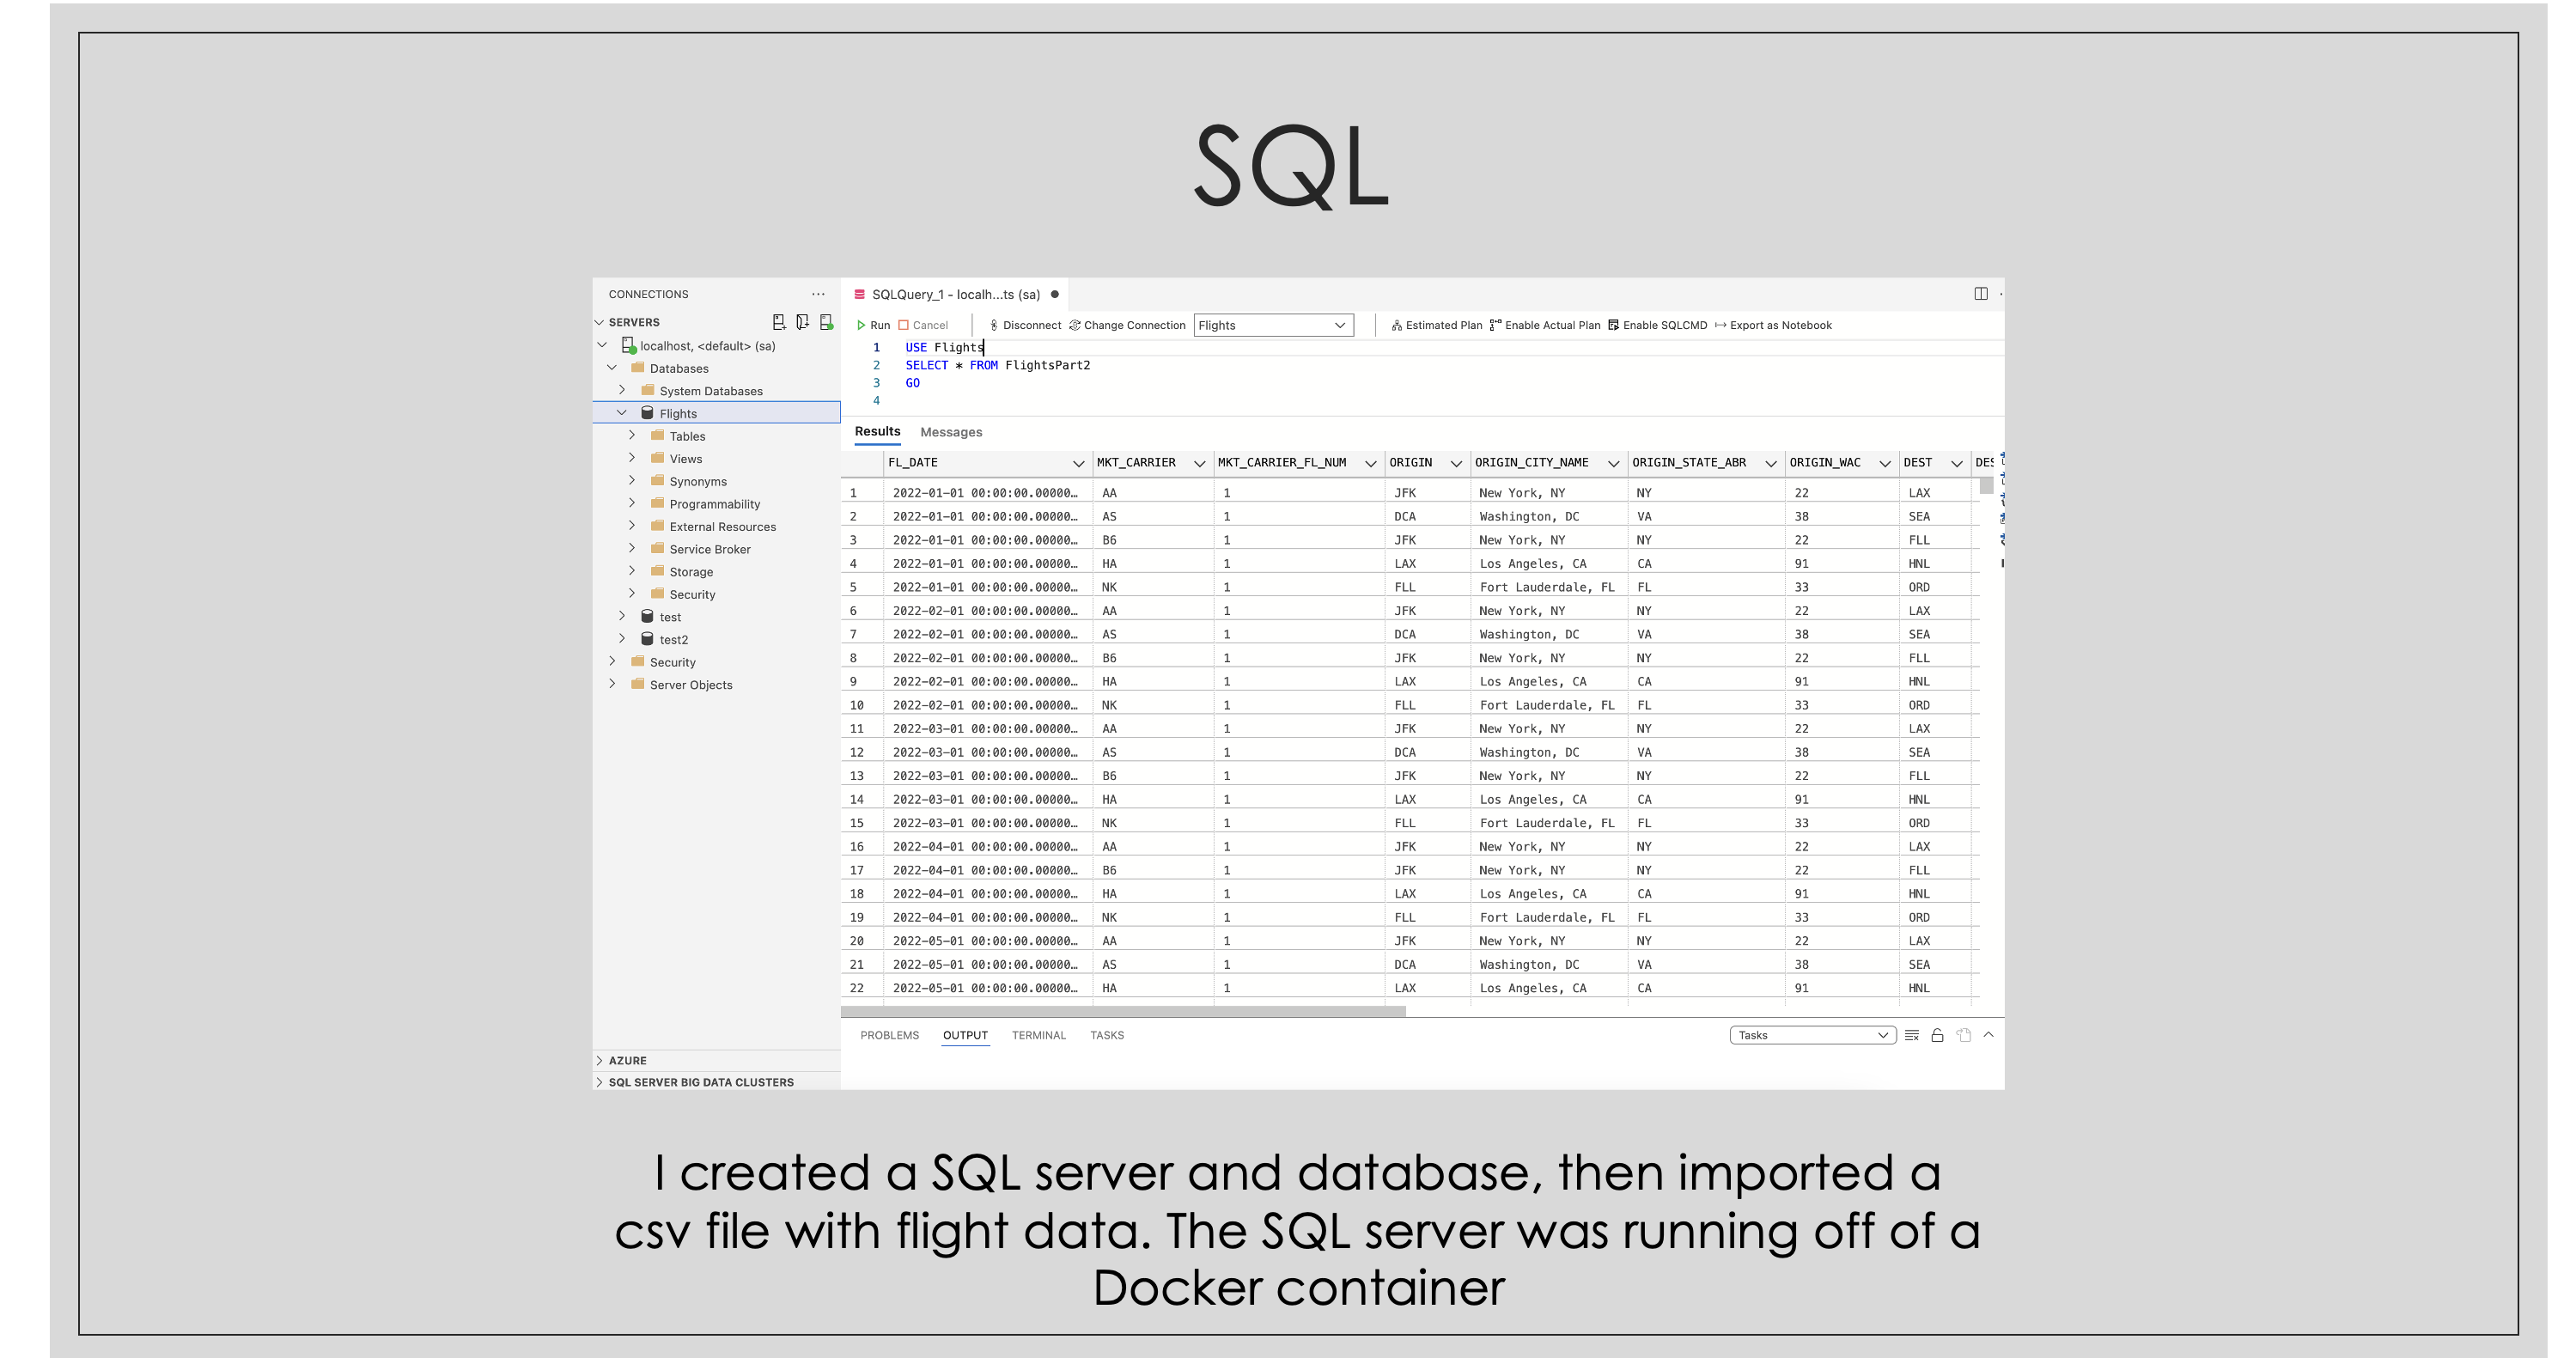 SQL
CONNECTIONS
SERVERS
localhost, <default> (sa)
Databases
System Databases
Flights
Tables
Views
Synonyms
Programmability
External Resources
Service Broker
Storage
Security
test
test2
Security
Server Objects
AZURE
SQL SERVER BIG DATA CLUSTERS
SQLQuery_1 - localh...ts (sa)
Run Cancel Disconnect Change Connection Flights Estimated Plan Enable Actual Plan Enable SQLCMD Export as Notebook
1 USE Flights
2 SELECT * FROM FlightsPart2
3 GO
4
Results Messages
FL_DATE MKT_CARRIER MKT_CARRIER_FL_NUM ORIGIN ORIGIN_CITY_NAME ORIGIN_STATE_ABR ORIGIN_WAC DEST DES
1 2022-01-01 00:00:00.00000… AA 1 JFK New York, NY NY 22 LAX
2 2022-01-01 00:00:00.00000… AS 1 DCA Washington, DC VA 38 SEA
3 2022-01-01 00:00:00.00000… B6 1 JFK New York, NY NY 22 FLL
4 2022-01-01 00:00:00.00000… HA 1 LAX Los Angeles, CA CA 91 HNL
5 2022-01-01 00:00:00.00000… NK 1 FLL Fort Lauderdale, FL FL 33 ORD
6 2022-02-01 00:00:00.00000… AA 1 JFK New York, NY NY 22 LAX
7 2022-02-01 00:00:00.00000… AS 1 DCA Washington, DC VA 38 SEA
8 2022-02-01 00:00:00.00000… B6 1 JFK New York, NY NY 22 FLL
9 2022-02-01 00:00:00.00000… HA 1 LAX Los Angeles, CA CA 91 HNL
10 2022-02-01 00:00:00.00000… NK 1 FLL Fort Lauderdale, FL FL 33 ORD
11 2022-03-01 00:00:00.00000… AA 1 JFK New York, NY NY 22 LAX
12 2022-03-01 00:00:00.00000… AS 1 DCA Washington, DC VA 38 SEA
13 2022-03-01 00:00:00.00000… B6 1 JFK New York, NY NY 22 FLL
14 2022-03-01 00:00:00.00000… HA 1 LAX Los Angeles, CA CA 91 HNL
15 2022-03-01 00:00:00.00000… NK 1 FLL Fort Lauderdale, FL FL 33 ORD
16 2022-04-01 00:00:00.00000… AA 1 JFK New York, NY NY 22 LAX
17 2022-04-01 00:00:00.00000… B6 1 JFK New York, NY NY 22 FLL
18 2022-04-01 00:00:00.00000… HA 1 LAX Los Angeles, CA CA 91 HNL
19 2022-04-01 00:00:00.00000… NK 1 FLL Fort Lauderdale, FL FL 33 ORD
20 2022-05-01 00:00:00.00000… AA 1 JFK New York, NY NY 22 LAX
21 2022-05-01 00:00:00.00000… AS 1 DCA Washington, DC VA 38 SEA
22 2022-05-01 00:00:00.00000… HA 1 LAX Los Angeles, CA CA 91 HNL
PROBLEMS OUTPUT TERMINAL TASKS Tasks
I created a SQL server and database, then imported a
csv file with flight data. The SQL server was running off of a
Docker container